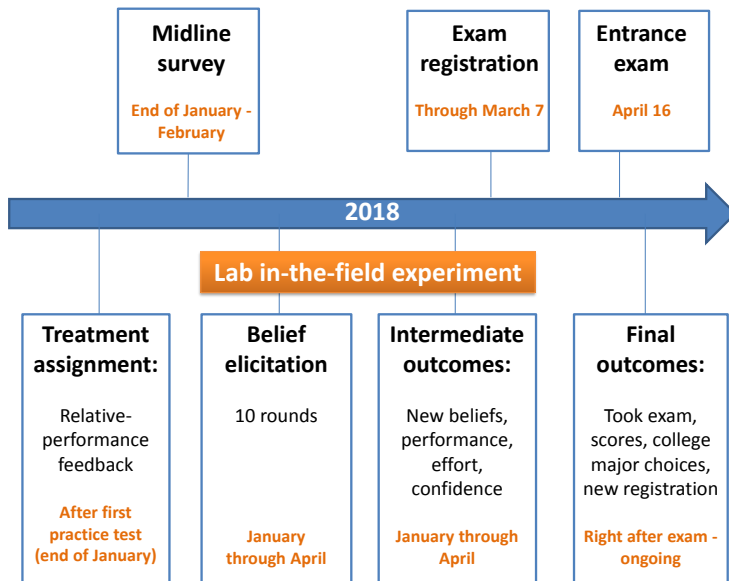 Midline
survey
End of January -
February
Exam
registration
Through March 7
Entrance
exam
April 16
2018
Lab in-the-field experiment
Treatment
assignment:
Relative-
performance
feedback
After first
practice test
(end of January)
Belief
elicitation
10 rounds
January
through April
Intermediate
outcomes:
New beliefs,
performance,
effort,
confidence
January through
April
Final
outcomes:
Took exam,
scores, college
major choices,
new registration
Right after exam -
ongoing